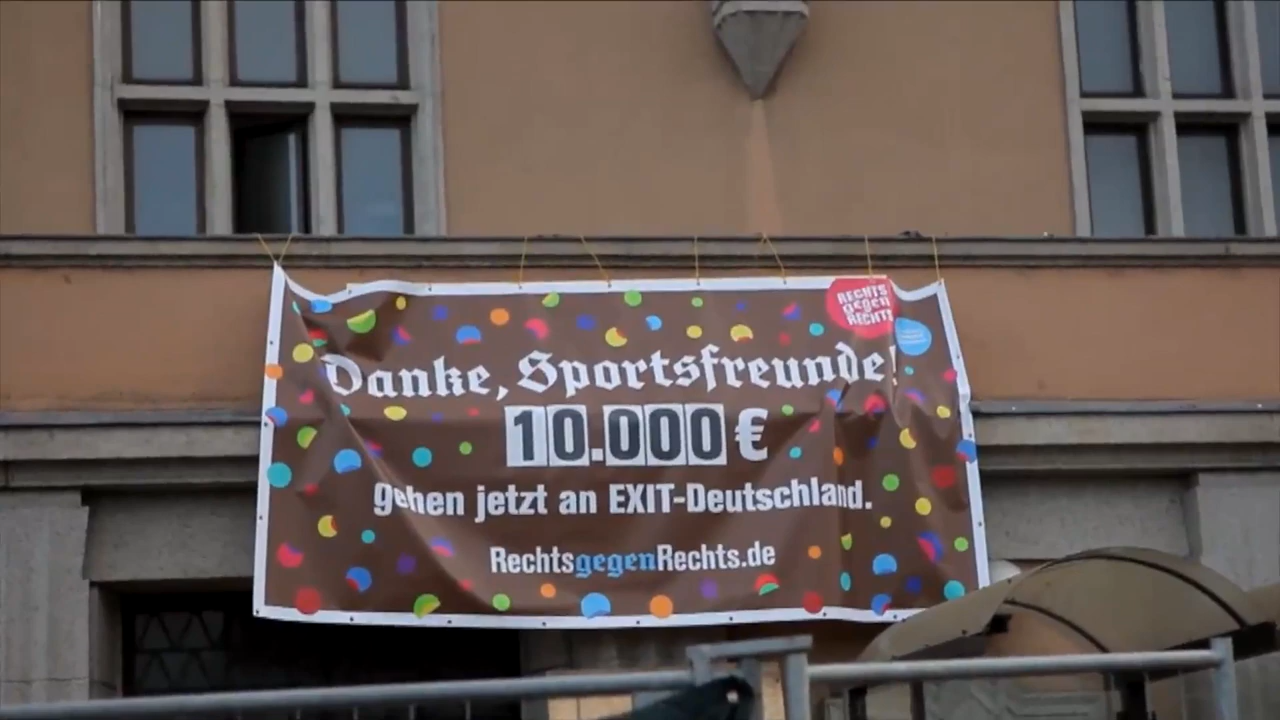 RECHTS
gegen
RECHTS
Danke, Sportsfreunde!
10.000 €
gehen jetzt an EXIT-Deutschland.
RechtsgegenRechts.de